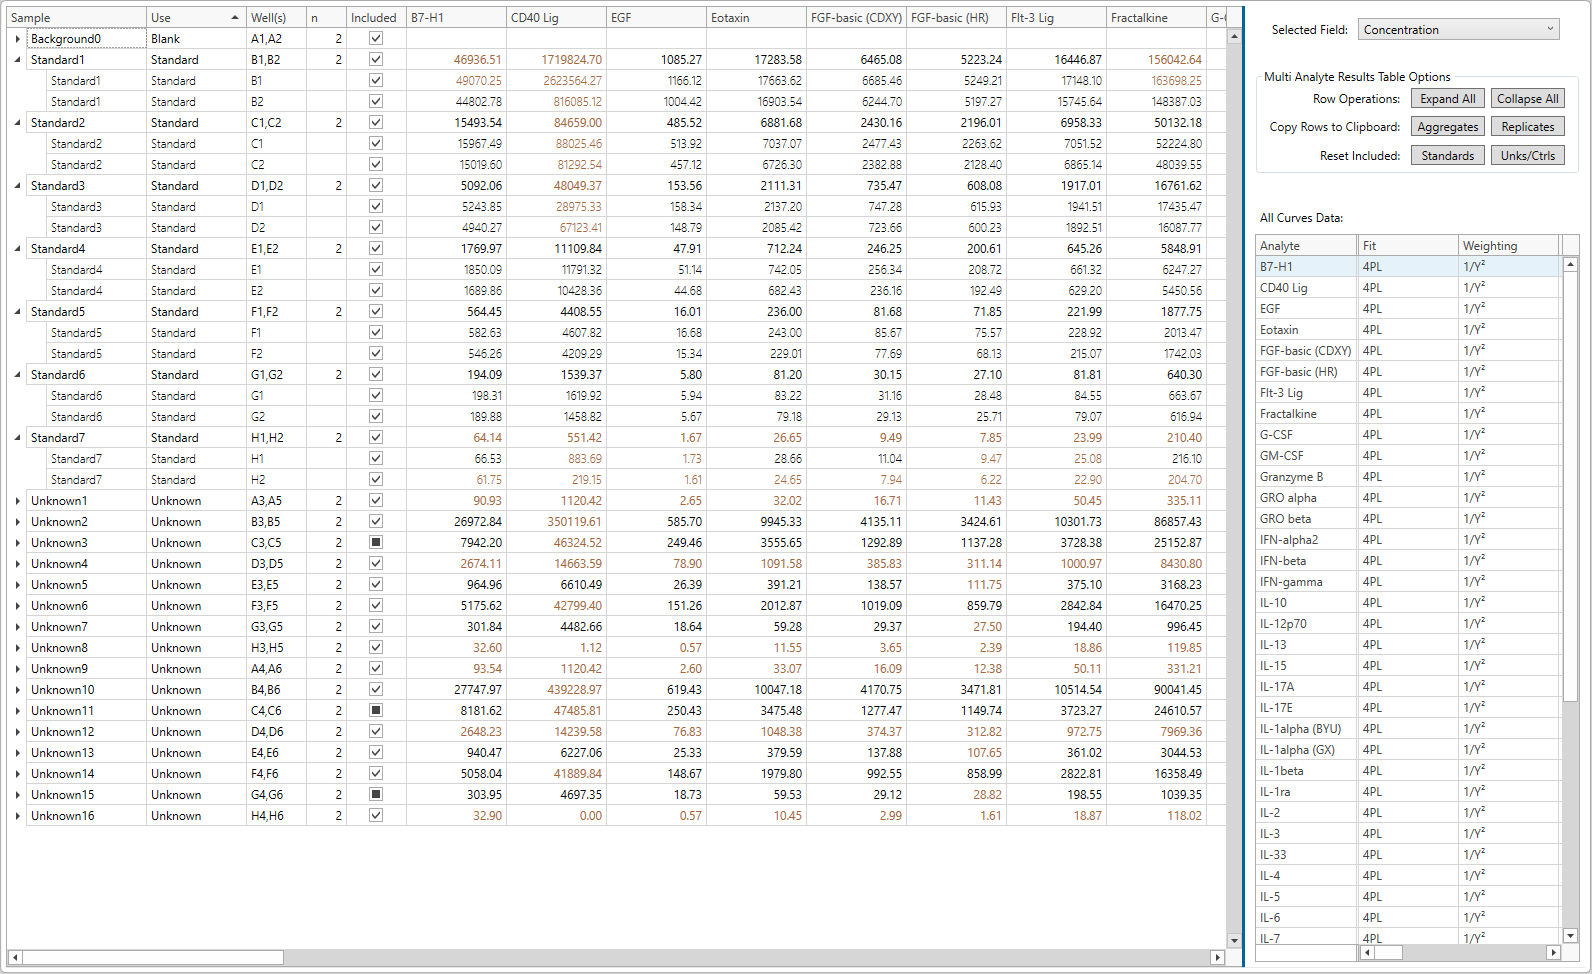 Sample Use Well(s) n Included B7-H1 CD40 Lig EGF Eotaxin FGF-basic (CDXY) FGF-basic (HR) Flt-3 Lig Fractalkine
Background0 Blank A1,A2 2
Standard1 Standard B1,B2 2 46936.51 1719824.70 1085.27 17283.58 6465.08 5223.24 16446.87 156042.64
Standard1 Standard B1 49070.25 2623564.27 1166.12 17663.62 6685.46 5249.21 17148.10 163698.25
Standard1 Standard B2 44802.78 816085.12 1004.42 16903.54 6244.70 5197.27 15745.64 148387.03
Standard2 Standard C1,C2 2 15493.54 84659.00 485.52 6881.68 2430.16 2196.01 6958.33 50132.18
Standard2 Standard C1 15967.49 88025.46 513.92 7037.07 2477.43 2263.62 7051.52 52224.80
Standard2 Standard C2 15019.60 81292.54 457.12 6726.30 2382.88 2128.40 6865.14 48039.55
Standard3 Standard D1,D2 2 5092.06 48049.37 153.56 2111.31 735.47 608.08 1917.01 16761.62
Standard3 Standard D1 5243.85 28975.33 158.34 2137.20 747.28 615.93 1941.51 17435.47
Standard3 Standard D2 4940.27 67123.41 148.79 2085.42 723.66 600.23 1892.51 16087.77
Standard4 Standard E1,E2 2 1769.97 11109.84 47.91 712.24 246.25 200.61 645.26 5848.91
Standard4 Standard E1 1850.09 11791.32 51.14 742.05 256.34 208.72 661.32 6247.27
Standard4 Standard E2 1689.86 10428.36 44.68 682.43 236.16 192.49 629.20 5450.56
Standard5 Standard F1,F2 2 564.45 4408.55 16.01 236.00 81.68 71.85 221.99 1877.75
Standard5 Standard F1 582.63 4607.82 16.68 243.00 85.67 75.57 228.92 2013.47
Standard5 Standard F2 546.26 4209.29 15.34 229.01 77.69 68.13 215.07 1742.03
Standard6 Standard G1,G2 2 194.09 1539.37 5.80 81.20 30.15 27.10 81.81 640.30
Standard6 Standard G1 198.31 1619.92 5.94 83.22 31.16 28.48 84.55 663.67
Standard6 Standard G2 189.88 1458.82 5.67 79.18 29.13 25.71 79.07 616.94
Standard7 Standard H1,H2 2 64.14 551.42 1.67 26.65 9.49 7.85 23.99 210.40
Standard7 Standard H1 66.53 883.69 1.73 28.66 11.04 9.47 25.08 216.10
Standard7 Standard H2 61.75 219.15 1.61 24.65 7.94 6.22 22.90 204.70
Unknown1 Unknown A3,A5 2 90.93 1120.42 2.65 32.02 16.71 11.43 50.45 335.11
Unknown2 Unknown B3,B5 2 26972.84 350119.61 585.70 9945.33 4135.11 3424.61 10301.73 86857.43
Unknown3 Unknown C3,C5 2 7942.20 46324.52 249.46 3555.65 1292.89 1137.28 3728.38 25152.87
Unknown4 Unknown D3,D5 2 2674.11 14663.59 78.90 1091.58 385.83 311.14 1000.97 8430.80
Unknown5 Unknown E3,E5 2 964.96 6610.49 26.39 391.21 138.57 111.75 375.10 3168.23
Unknown6 Unknown F3,F5 2 5175.62 42799.40 151.26 2012.87 1019.09 859.79 2842.84 16470.25
Unknown7 Unknown G3,G5 2 301.84 4482.66 18.64 59.28 29.37 27.50 194.40 996.45
Unknown8 Unknown H3,H5 2 32.60 1.12 0.57 11.55 3.65 2.39 18.86 119.85
Unknown9 Unknown A4,A6 2 93.54 1120.42 2.60 33.07 16.09 12.38 50.11 331.21
Unknown10 Unknown B4,B6 2 27747.97 439228.97 619.43 10047.18 4170.75 3471.81 10514.54 90041.45
Unknown11 Unknown C4,C6 2 8181.62 47485.81 250.43 3475.48 1277.47 1149.74 3723.27 24610.57
Unknown12 Unknown D4,D6 2 2648.23 14239.58 76.83 1048.38 374.37 312.82 972.75 7969.36
Unknown13 Unknown E4,E6 2 940.47 6227.06 25.33 379.59 137.88 107.65 361.02 3044.53
Unknown14 Unknown F4,F6 2 5058.04 41889.84 148.67 1979.80 992.55 858.99 2822.81 16358.49
Unknown15 Unknown G4,G6 2 303.95 4697.35 18.73 59.53 29.12 28.82 198.55 1039.35
Unknown16 Unknown H4,H6 2 32.90 0.00 0.57 10.45 2.99 1.61 18.87 118.02
Selected Field: Concentration
Multi Analyte Results Table Options
Row Operations: Expand All Collapse All
Copy Rows to Clipboard: Aggregates Replicates
Reset Included: Standards Unks/Ctrls
All Curves Data:
Analyte Fit Weighting
B7-H1 4PL 1/Y²
CD40 Lig 4PL 1/Y²
EGF 4PL 1/Y²
Eotaxin 4PL 1/Y²
FGF-basic (CDXY) 4PL 1/Y²
FGF-basic (HR) 4PL 1/Y²
Flt-3 Lig 4PL 1/Y²
Fractalkine 4PL 1/Y²
G-CSF 4PL 1/Y²
GM-CSF 4PL 1/Y²
Granzyme B 4PL 1/Y²
GRO alpha 4PL 1/Y²
GRO beta 4PL 1/Y²
IFN-alpha2 4PL 1/Y²
IFN-beta 4PL 1/Y²
IFN-gamma 4PL 1/Y²
IL-10 4PL 1/Y²
IL-12p70 4PL 1/Y²
IL-13 4PL 1/Y²
IL-15 4PL 1/Y²
IL-17A 4PL 1/Y²
IL-17E 4PL 1/Y²
IL-1alpha (BYU) 4PL 1/Y²
IL-1alpha (GX) 4PL 1/Y²
IL-1beta 4PL 1/Y²
IL-1ra 4PL 1/Y²
IL-2 4PL 1/Y²
IL-3 4PL 1/Y²
IL-33 4PL 1/Y²
IL-4 4PL 1/Y²
IL-5 4PL 1/Y²
IL-6 4PL 1/Y²
IL-7 4PL 1/Y²